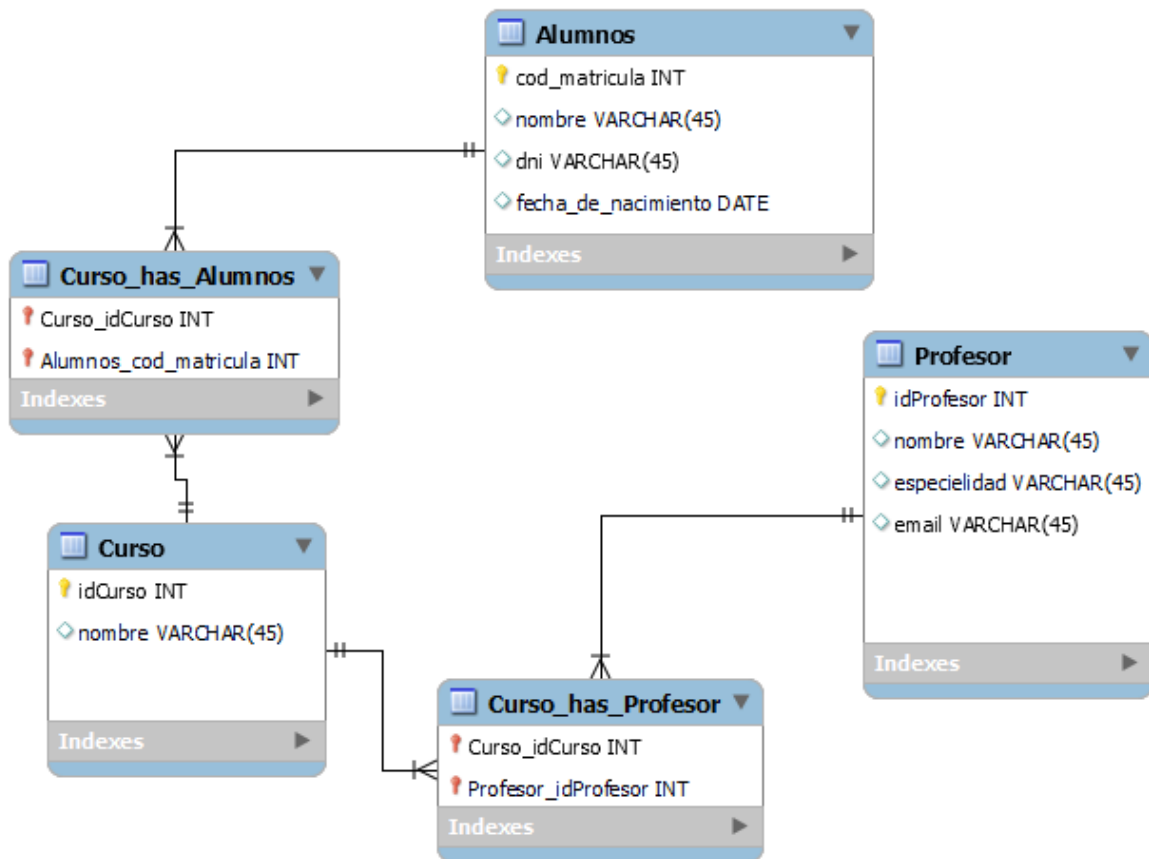 Alumnos
cod_matricula INT
nombre VARCHAR(45)
dni VARCHAR(45)
fecha_de_nacimiento DATE
Indexes
Curso_has_Alumnos
Curso_idCurso INT
Alumnos_cod_matricula INT
Indexes
Profesor
idProfesor INT
nombre VARCHAR(45)
especielidad VARCHAR(45)
email VARCHAR(45)
Indexes
Curso
idCurso INT
nombre VARCHAR(45)
Indexes
Curso_has_Profesor
Curso_idCurso INT
Profesor_idProfesor INT
Indexes